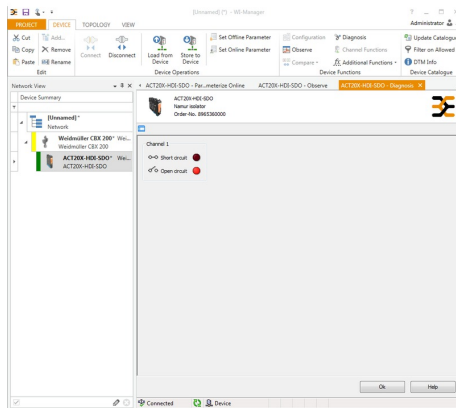 [Unnamed] (*) - WI-Manager
PROJECT DEVICE TOPOLOGY VIEW Administrator
Cut Add... Set Offline Parameter Configuration Diagnosis Update Catalogue
Copy Remove Set Online Parameter Observe Channel Functions Filter on Allowed
Paste Rename Connect Disconnect Load from Device Store to Device Compare Additional Functions DTM Info
Edit Device Operations Device Functions Device Catalogue
Network View ACT20X-HDI-SDO - Par...meterize Online ACT20X-HDI-SDO - Observe ACT20X-HDI-SDO - Diagnosis
Device Summary
[Unnamed]*
Network
Weidmüller CBX 200* Wei...
Weidmüller CBX 200
ACT20X-HDI-SDO* Wei...
ACT20X-HDI-SDO
ACT20X-HDI-SDO
Namur isolator
Order-No. 8965360000
Channel 1
Short circuit
Open circuit
Ok Help
Connected Device